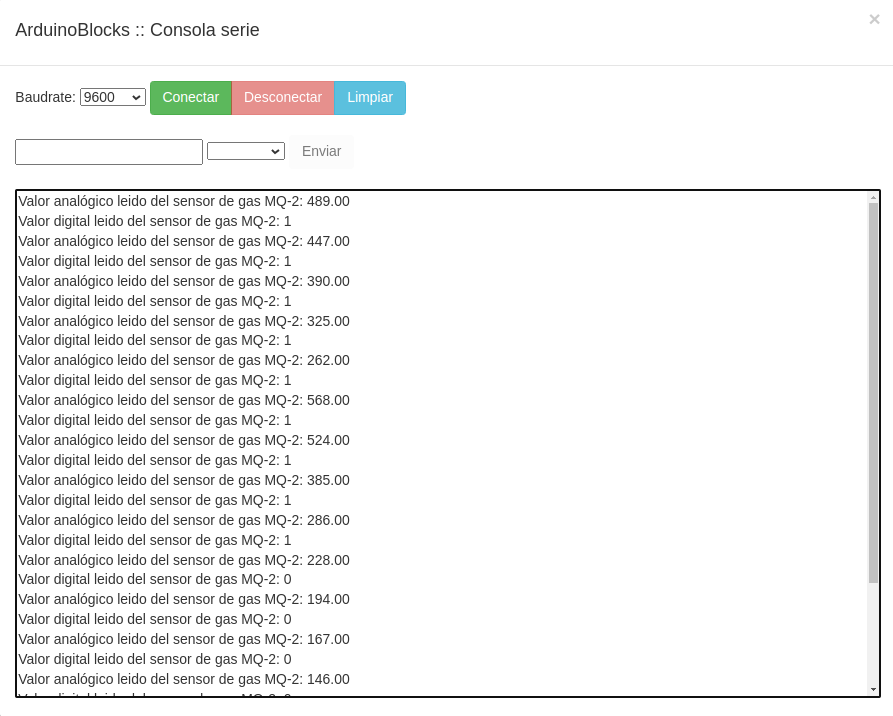 ArduinoBlocks :: Consola serie
×
Baudrate: 9600 Conectar Desconectar Limpiar
Enviar
Valor analógico leido del sensor de gas MQ-2: 489.00
Valor digital leido del sensor de gas MQ-2: 1
Valor analógico leido del sensor de gas MQ-2: 447.00
Valor digital leido del sensor de gas MQ-2: 1
Valor analógico leido del sensor de gas MQ-2: 390.00
Valor digital leido del sensor de gas MQ-2: 1
Valor analógico leido del sensor de gas MQ-2: 325.00
Valor digital leido del sensor de gas MQ-2: 1
Valor analógico leido del sensor de gas MQ-2: 262.00
Valor digital leido del sensor de gas MQ-2: 1
Valor analógico leido del sensor de gas MQ-2: 568.00
Valor digital leido del sensor de gas MQ-2: 1
Valor analógico leido del sensor de gas MQ-2: 524.00
Valor digital leido del sensor de gas MQ-2: 1
Valor analógico leido del sensor de gas MQ-2: 385.00
Valor digital leido del sensor de gas MQ-2: 1
Valor analógico leido del sensor de gas MQ-2: 286.00
Valor digital leido del sensor de gas MQ-2: 1
Valor analógico leido del sensor de gas MQ-2: 228.00
Valor digital leido del sensor de gas MQ-2: 0
Valor analógico leido del sensor de gas MQ-2: 194.00
Valor digital leido del sensor de gas MQ-2: 0
Valor analógico leido del sensor de gas MQ-2: 167.00
Valor digital leido del sensor de gas MQ-2: 0
Valor analógico leido del sensor de gas MQ-2: 146.00